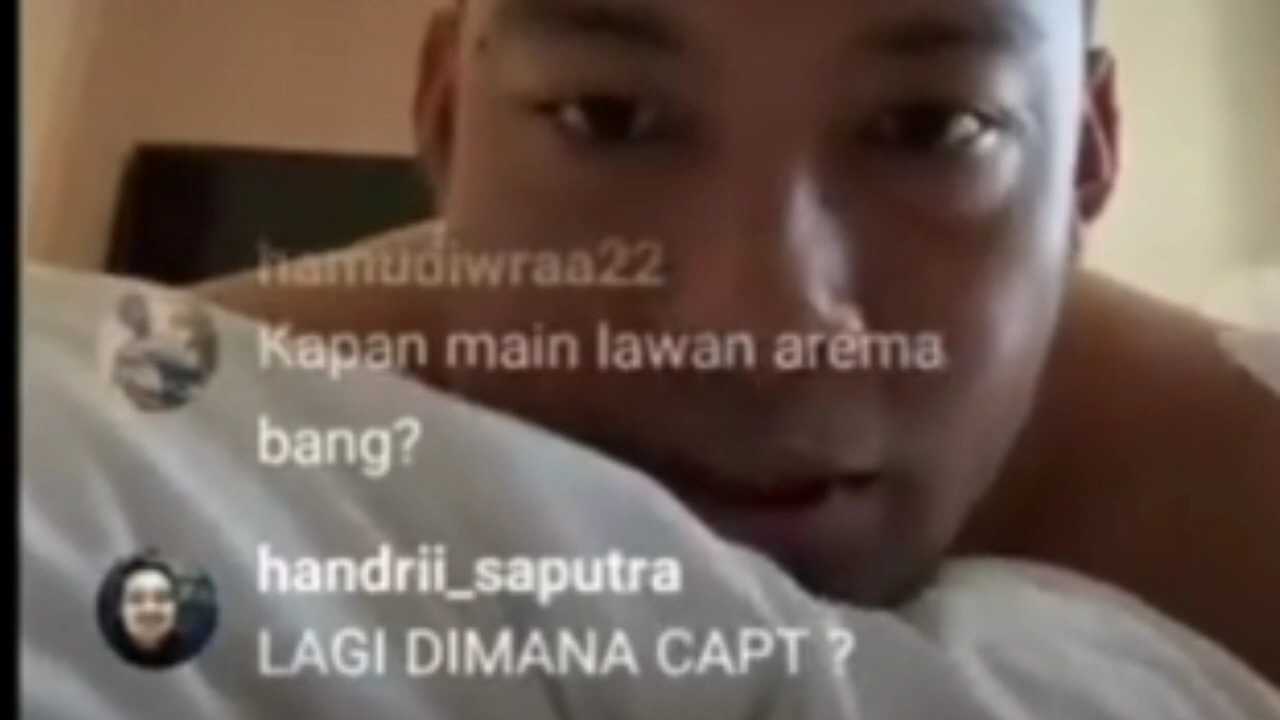 hamudiwraa22
Kapan main lawan arema
bang?
handrii_saputra
LAGI DIMANA CAPT ?